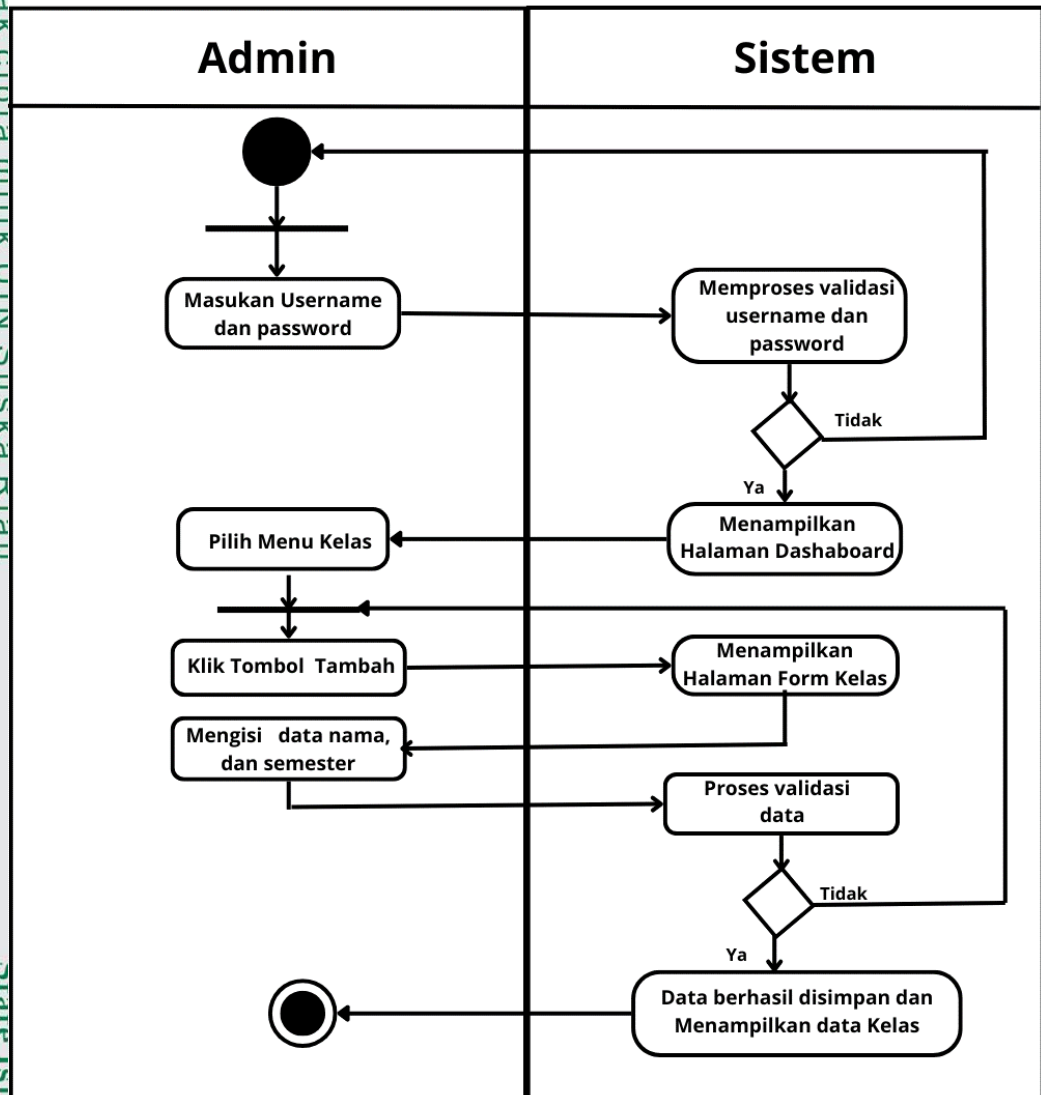 Admin
Sistem
Masukan Username
dan password
Memproses validasi
username dan
password
Tidak
Ya
Menampilkan
Halaman Dashaboard
Pilih Menu Kelas
Klik Tombol Tambah
Menampilkan
Halaman Form Kelas
Mengisi data nama,
dan semester
Proses validasi
data
Tidak
Ya
Data berhasil disimpan dan
Menampilkan data Kelas